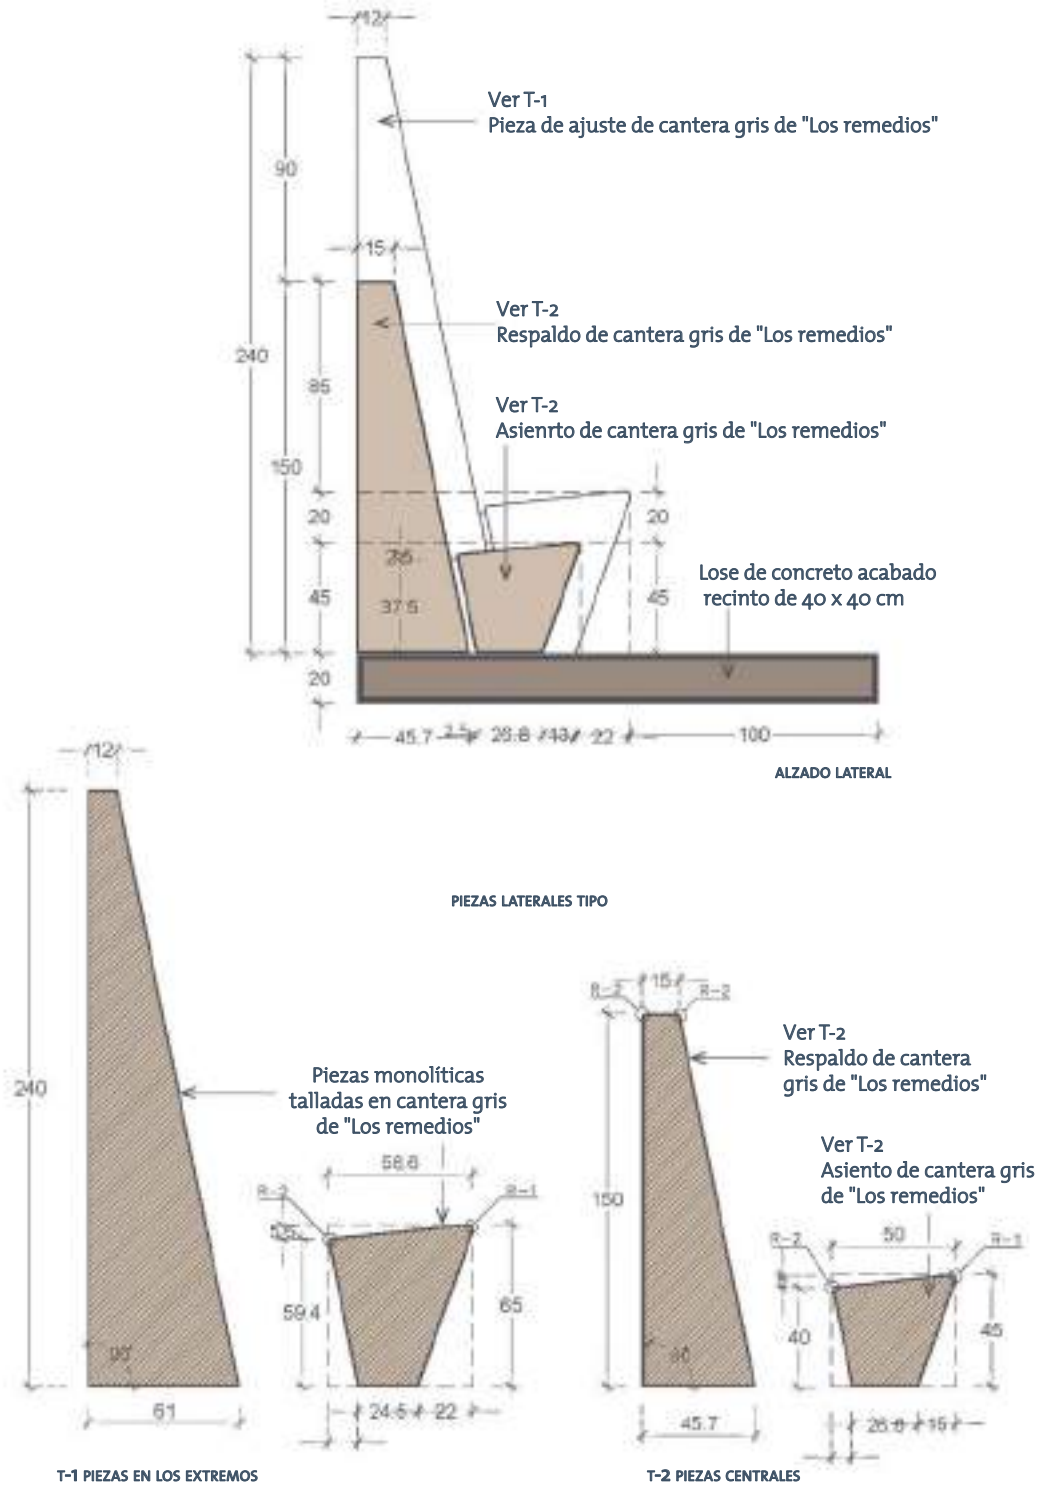 12
Ver T-1
Pieza de ajuste de cantera gris de "Los remedios"
90
15
Ver T-2
Respaldo de cantera gris de "Los remedios"
240
85
Ver T-2
Asienrto de cantera gris de "Los remedios"
150
20
20
Lose de concreto acabado
recinto de 40 x 40 cm
37.5
45
45
20
45.7
26.8
13
22
100
ALZADO LATERAL
12
PIEZAS LATERALES TIPO
240
Piezas monolíticas
talladas en cantera gris
de "Los remedios"
58.6
R-2
R-1
59.4
65
24.5
22
61
T-1 PIEZAS EN LOS EXTREMOS
15
R-2
R-2
Ver T-2
Respaldo de cantera
gris de "Los remedios"
Ver T-2
Asiento de cantera gris
de "Los remedios"
150
R-2
50
R-1
40
45
45.7
26.8
15
T-2 PIEZAS CENTRALES